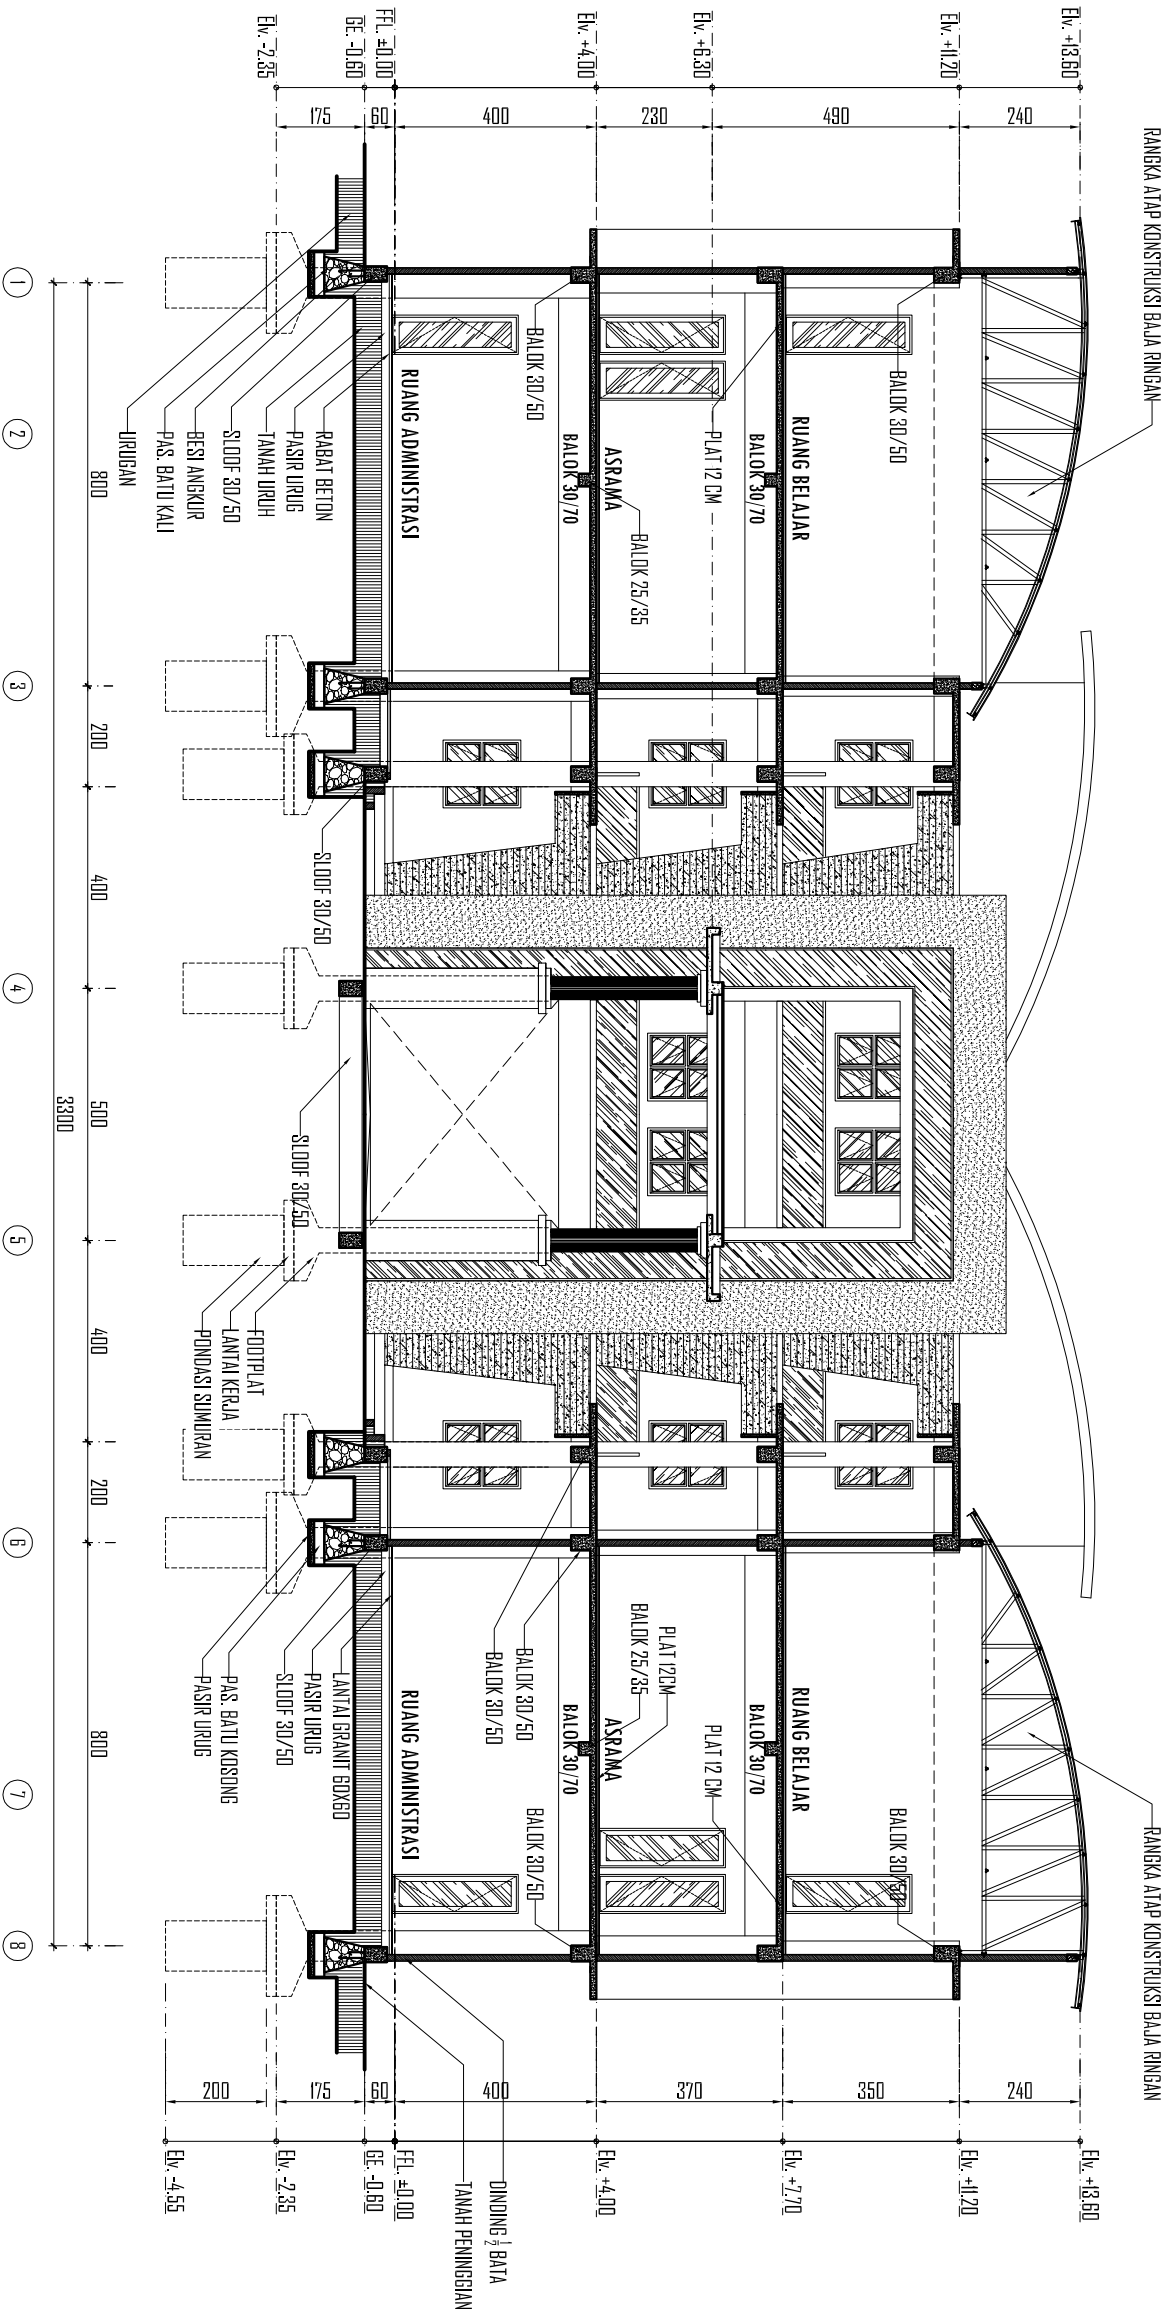 RANGKA ATAP KONSTRUKSI BAJA RINGAN
RANGKA ATAP KONSTRUKSI BAJA RINGAN
Elv. +13.60
Elv. +11.20
Elv. +6.30
Elv. +4.00
FFL. ±0.00
GE. -0.60
Elv. -2.35
240
490
230
400
60
175
BALOK 30/50
RUANG BELAJAR
BALOK 30/70
PLAT 12 CM
ASRAMA
BALOK 25/35
BALOK 30/70
BALOK 30/50
RUANG ADMINISTRASI
RABAT BETON
PASIR URUG
TANAH URUH
SLOOF 30/50
BESI ANGKUR
PAS. BATU KALI
URUGAN
SLOOF 30/50
SLOOF 30/50
FOOTPLAT
LANTAI KERJA
PONDASI SUMURAN
BALOK 30/50
RUANG BELAJAR
BALOK 30/70
PLAT 12 CM
ASRAMA
PLAT 12CM
BALOK 25/35
BALOK 30/70
BALOK 30/50
BALOK 30/50
BALOK 30/50
RUANG ADMINISTRASI
LANTAI GRANIT 60X60
PASIR URUG
SLOOF 30/50
PAS. BATU KOSONG
PASIR URUG
DINDING ½ BATA
TANAH PENINGGIAN
Elv. +13.60
Elv. +11.20
Elv. +7.70
Elv. +4.00
FFL. ±0.00
GE. -0.60
Elv. -2.35
Elv. -4.55
240
350
370
400
60
175
200
800
200
400
500
400
200
800
3300
1
2
3
4
5
6
7
8